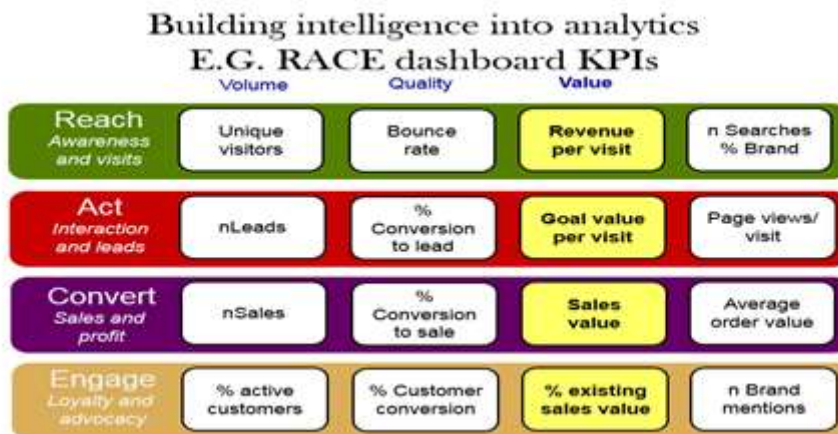 Building intelligence into analytics
E.G. RACE dashboard KPIs
Volume Quality Value
Reach
Awareness
and visits
Unique
visitors
Bounce
rate
Revenue
per visit
n Searches
% Brand
Act
Interaction
and leads
nLeads
%
Conversion
to lead
Goal value
per visit
Page views/
visit
Convert
Sales and
profit
nSales
%
Conversion
to sale
Sales
value
Average
order value
Engage
Loyalty and
advocacy
% active
customers
% Customer
conversion
% existing
sales value
n Brand
mentions